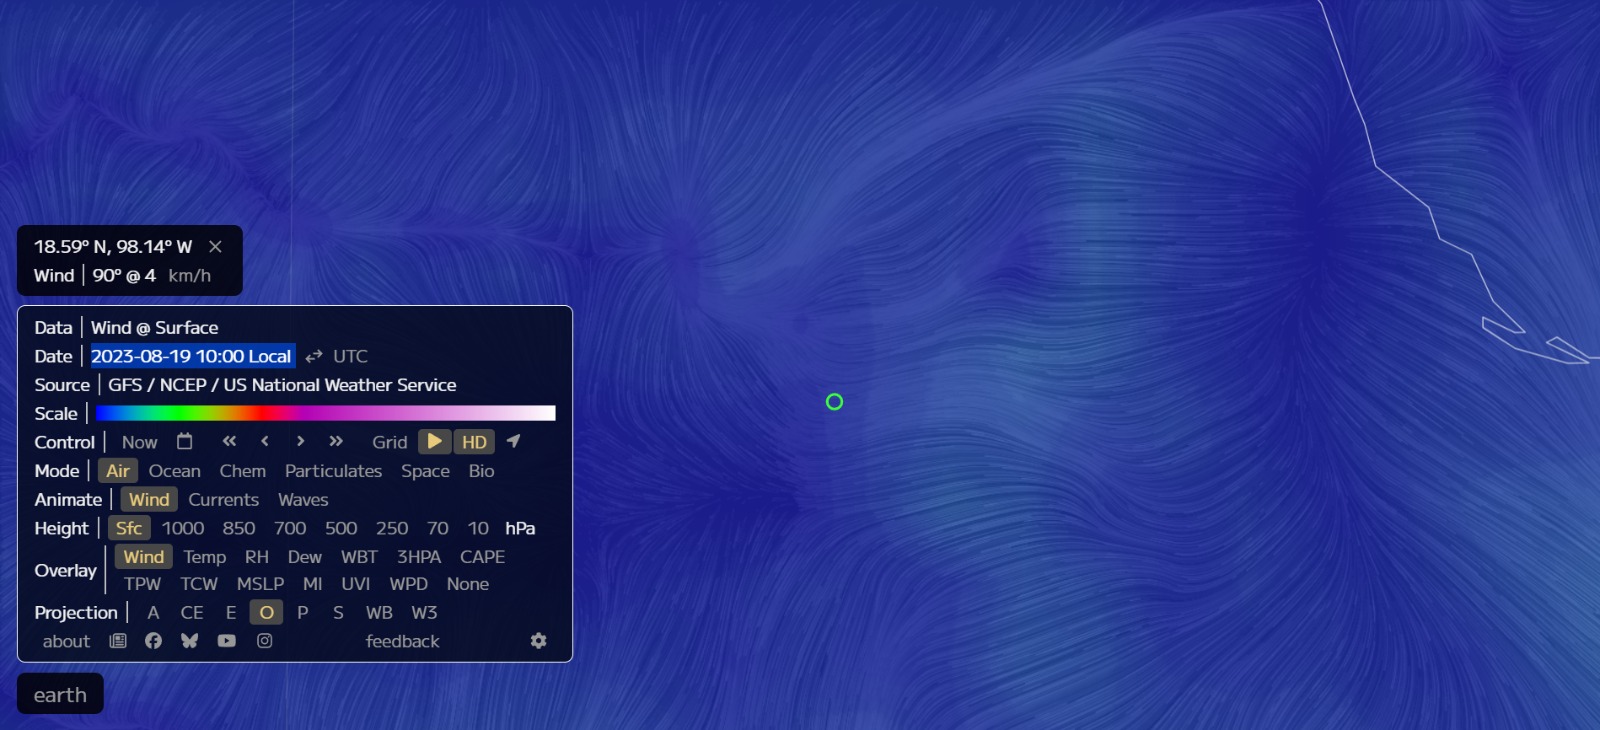 18.59° N, 98.14° W ×
Wind | 90° @ 4 km/h
Data | Wind @ Surface
Date | 2023-08-19 10:00 Local ⇄ UTC
Source | GFS / NCEP / US National Weather Service
Scale |
Control | Now « ‹ › » Grid ▶ HD
Mode | Air Ocean Chem Particulates Space Bio
Animate | Wind Currents Waves
Height | Sfc 1000 850 700 500 250 70 10 hPa
Overlay | Wind Temp RH Dew WBT 3HPA CAPE
TPW TCW MSLP MI UVI WPD None
Projection | A CE E O P S WB W3
about feedback
earth